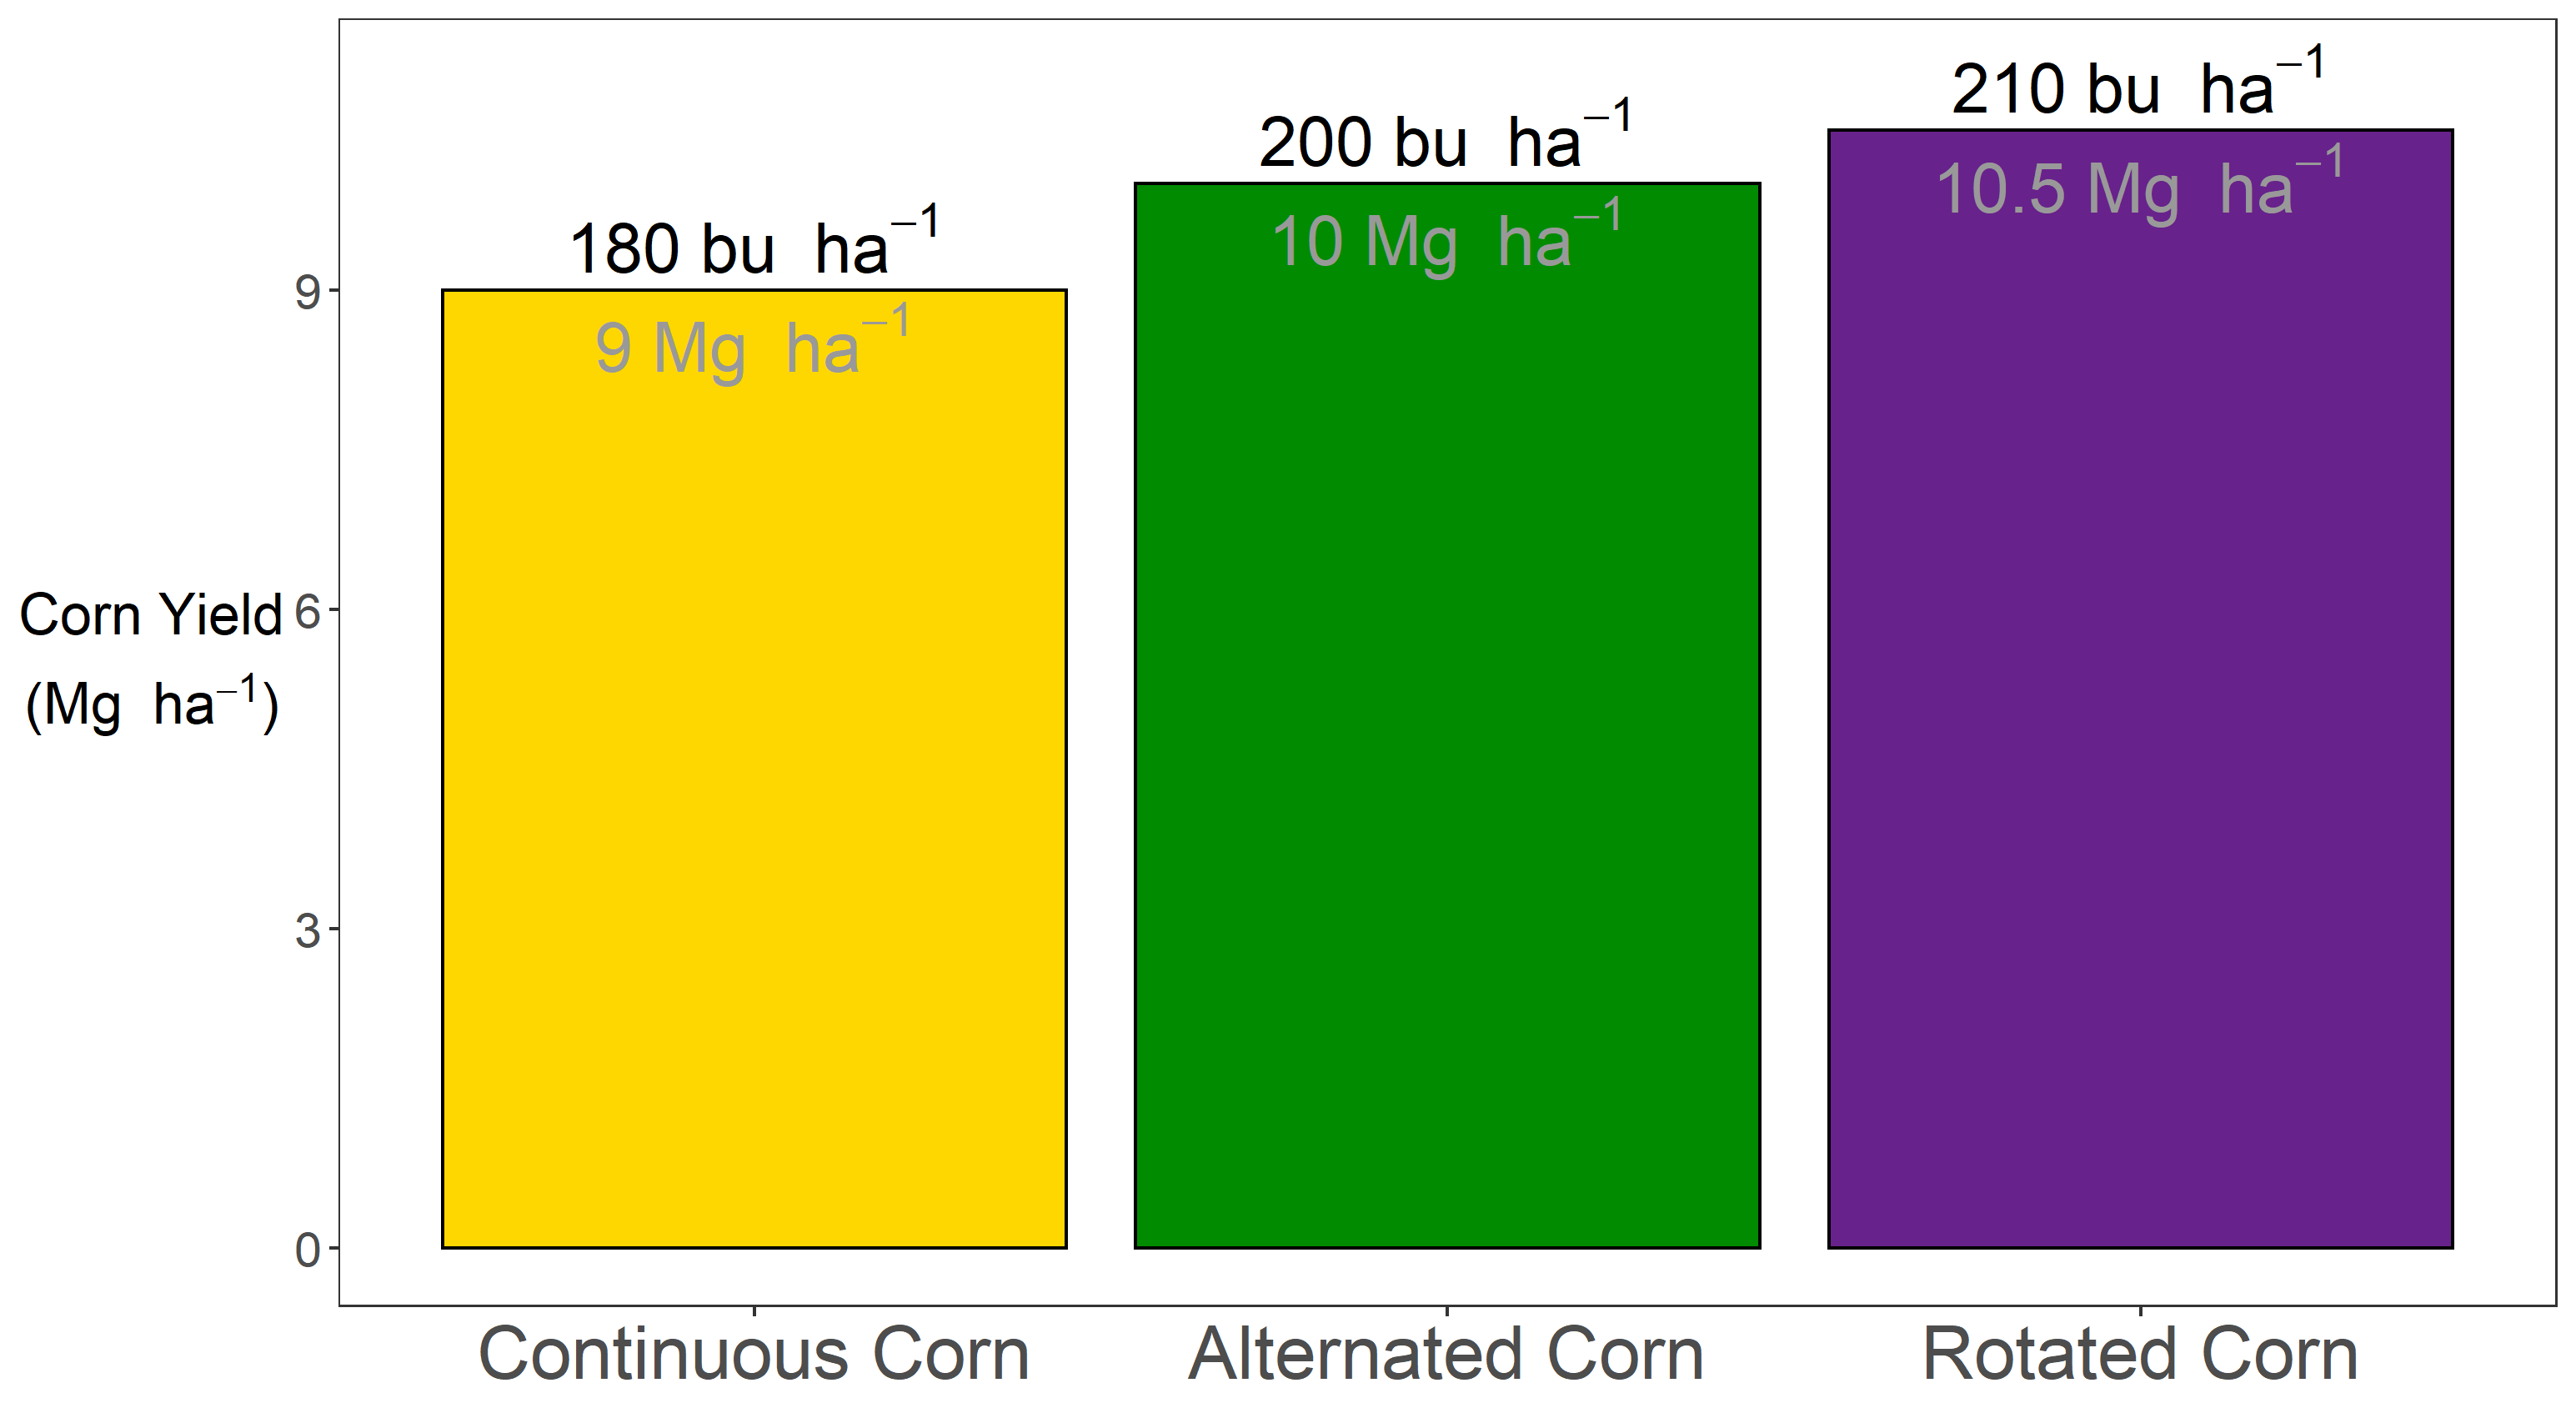 210 bu ha⁻¹
200 bu ha⁻¹
10.5 Mg ha⁻¹
180 bu ha⁻¹
10 Mg ha⁻¹
9
9 Mg ha⁻¹
Corn Yield
6
(Mg ha⁻¹)
3
0
Continuous Corn
Alternated Corn
Rotated Corn